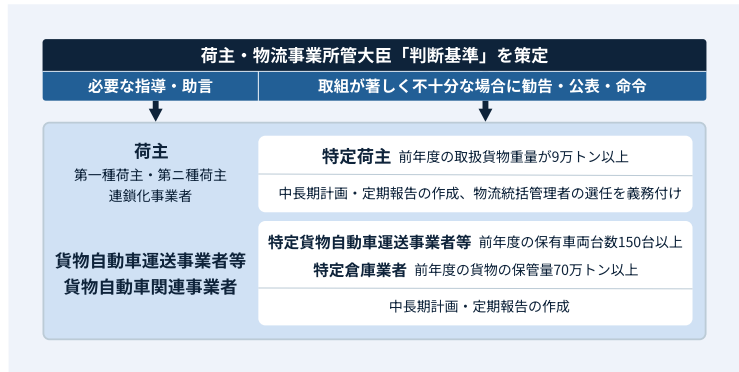 荷主・物流事業所管大臣「判断基準」を策定
必要な指導・助言
取組が著しく不十分な場合に勧告・公表・命令
荷主
第一種荷主・第二種荷主
連鎖化事業者
特定荷主 前年度の取扱貨物重量が9万トン以上
中長期計画・定期報告の作成、物流統括管理者の選任を義務付け
貨物自動車運送事業者等
貨物自動車関連事業者
特定貨物自動車運送事業者等 前年度の保有車両台数150台以上
特定倉庫業者 前年度の貨物の保管量70万トン以上
中長期計画・定期報告の作成